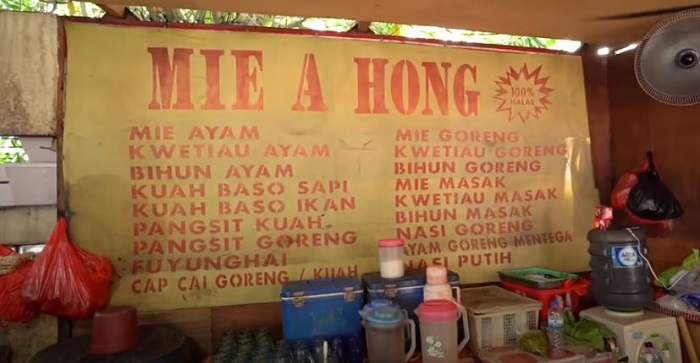 MIE A HONG
100%
HALAL
MIE AYAM
KWETIAU AYAM
BIHUN AYAM
KUAH BASO SAPI
KUAH BASO IKAN
PANGSIT KUAH
PANGSIT GORENG
FUYUNGHAI
CAP CAI GORENG / KUAH
MIE GORENG
KWETIAU GORENG
BIHUN GORENG
MIE MASAK
KWETIAU MASAK
BIHUN MASAK
NASI GORENG
AYAM GORENG MENTEGA
NASI PUTIH
AQUA